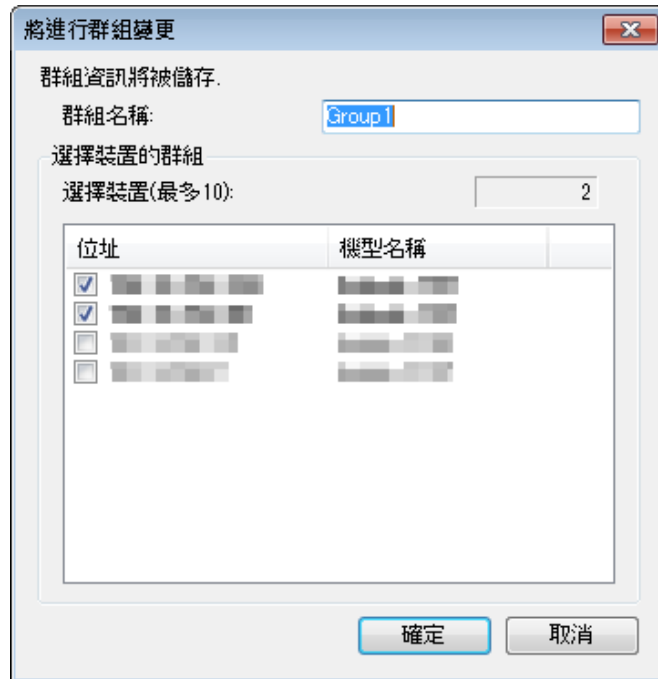 將進行群組變更
群組資訊將被儲存.
群組名稱: Group1
選擇裝置的群組
選擇裝置(最多10): 2
位址 機型名稱
確定 取消